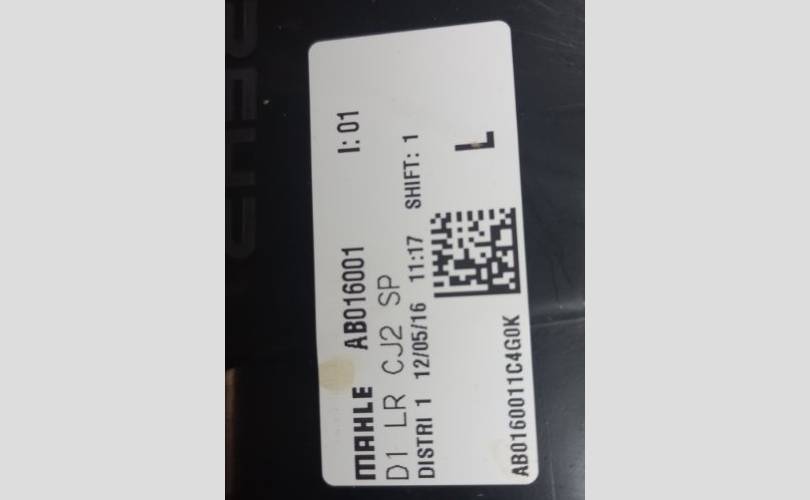 MAHLE AB016001 I: 01
D1 LR CJ2 SP
DISTRI 1 12/05/16 11:17 SHIFT: 1
L
AB0160011C4G0K